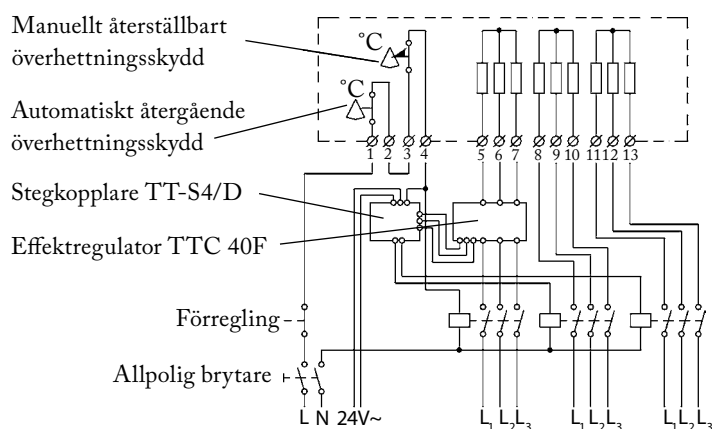 Manuellt återställbart
överhettningsskydd
°C
°C
Automatiskt återgående
överhettningsskydd
1 2 3 4 5 6 7 8 9 10 11 12 13
Stegkopplare TT-S4/D
Effektregulator TTC 40F
Förregling
Allpolig brytare
L N 24V~ L1 L2 L3 L1 L2 L3 L1 L2 L3